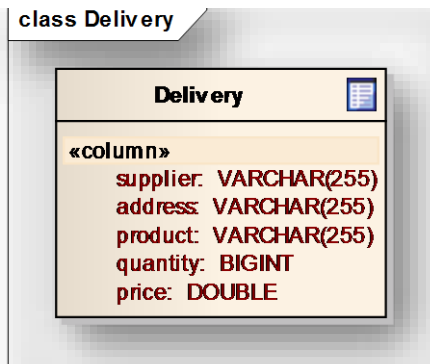 class Delivery
Delivery
«column»
supplier: VARCHAR(255)
address: VARCHAR(255)
product: VARCHAR(255)
quantity: BIGINT
price: DOUBLE